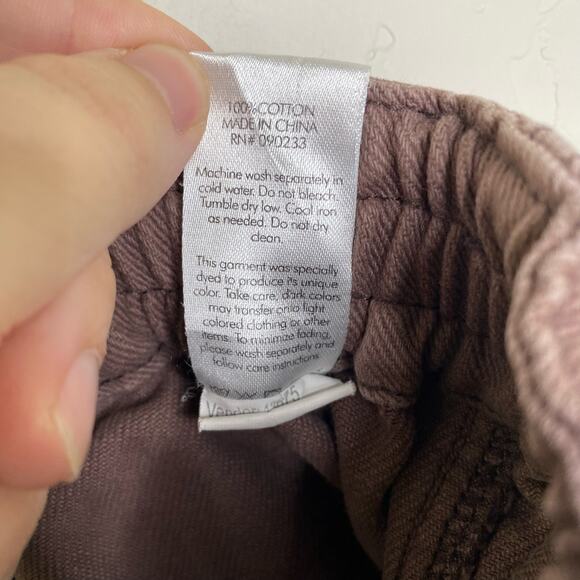 100% COTTON
MADE IN CHINA
RN# 090233
Machine wash separately in
cold water. Do not bleach.
Tumble dry low. Cool iron
as needed. Do not dry
clean.
This garment was specially
dyed to produce it's unique
color. Take care, dark colors
may transfer onto light
colored clothing or other
items. To minimize fading,
please wash separately and
follow care instructions.